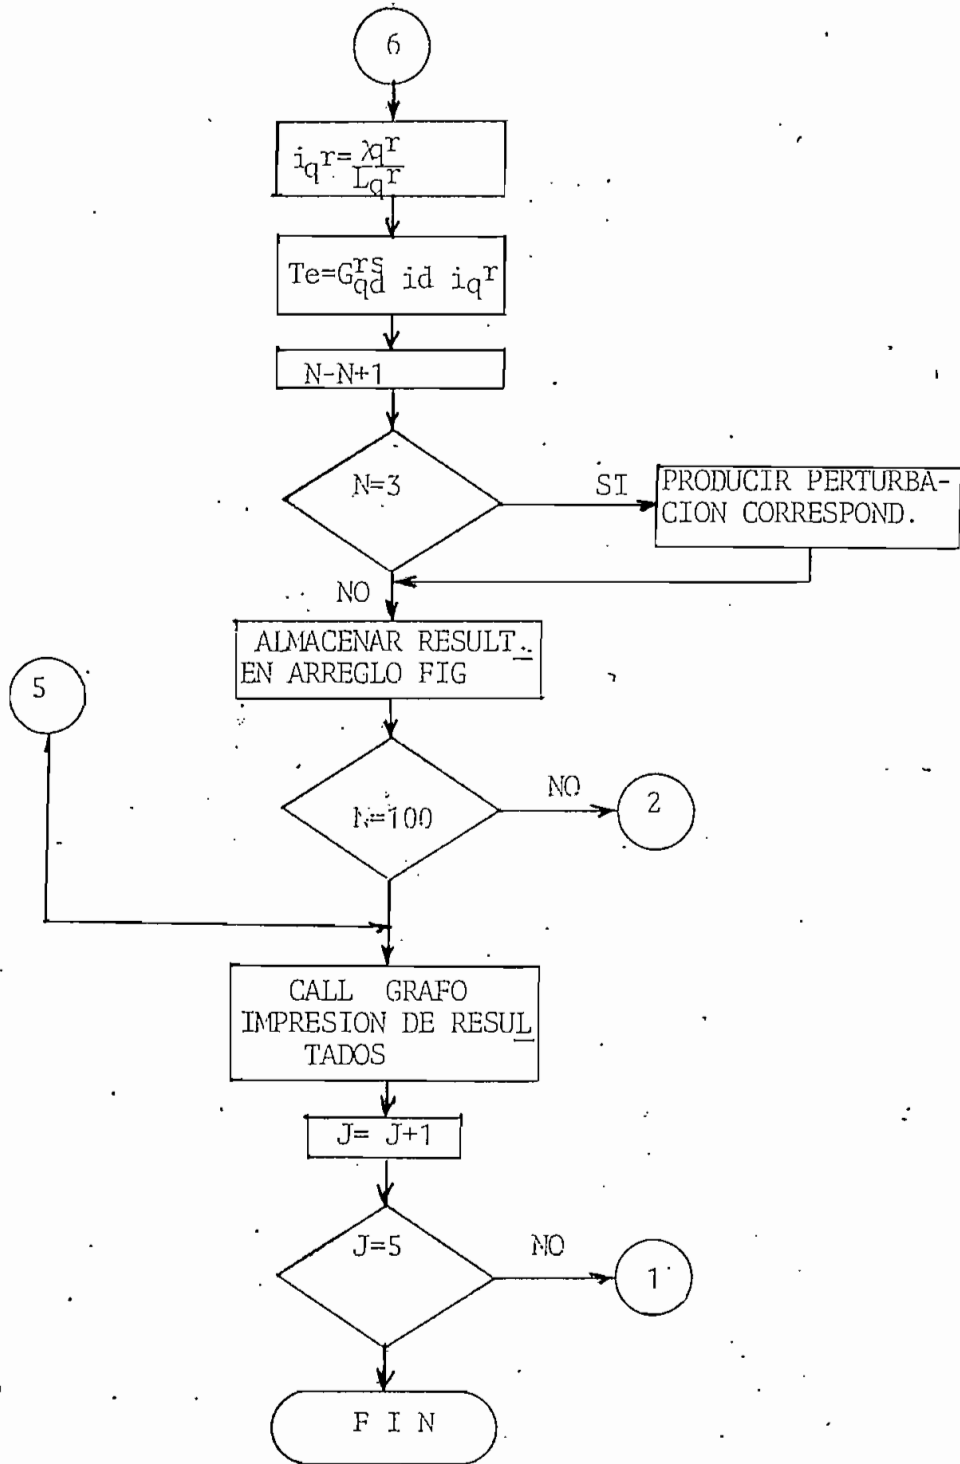 6
iqr=λqr/Lqr
Te=Grsqd id iqr
N-N+1
N=3
SI
PRODUCIR PERTURBA-
CION CORRESPOND.
NO
ALMACENAR RESULT.
EN ARREGLO FIG
5
N=100
NO
2
CALL GRAFO
IMPRESION DE RESUL
TADOS
J= J+1
J=5
NO
1
F I N